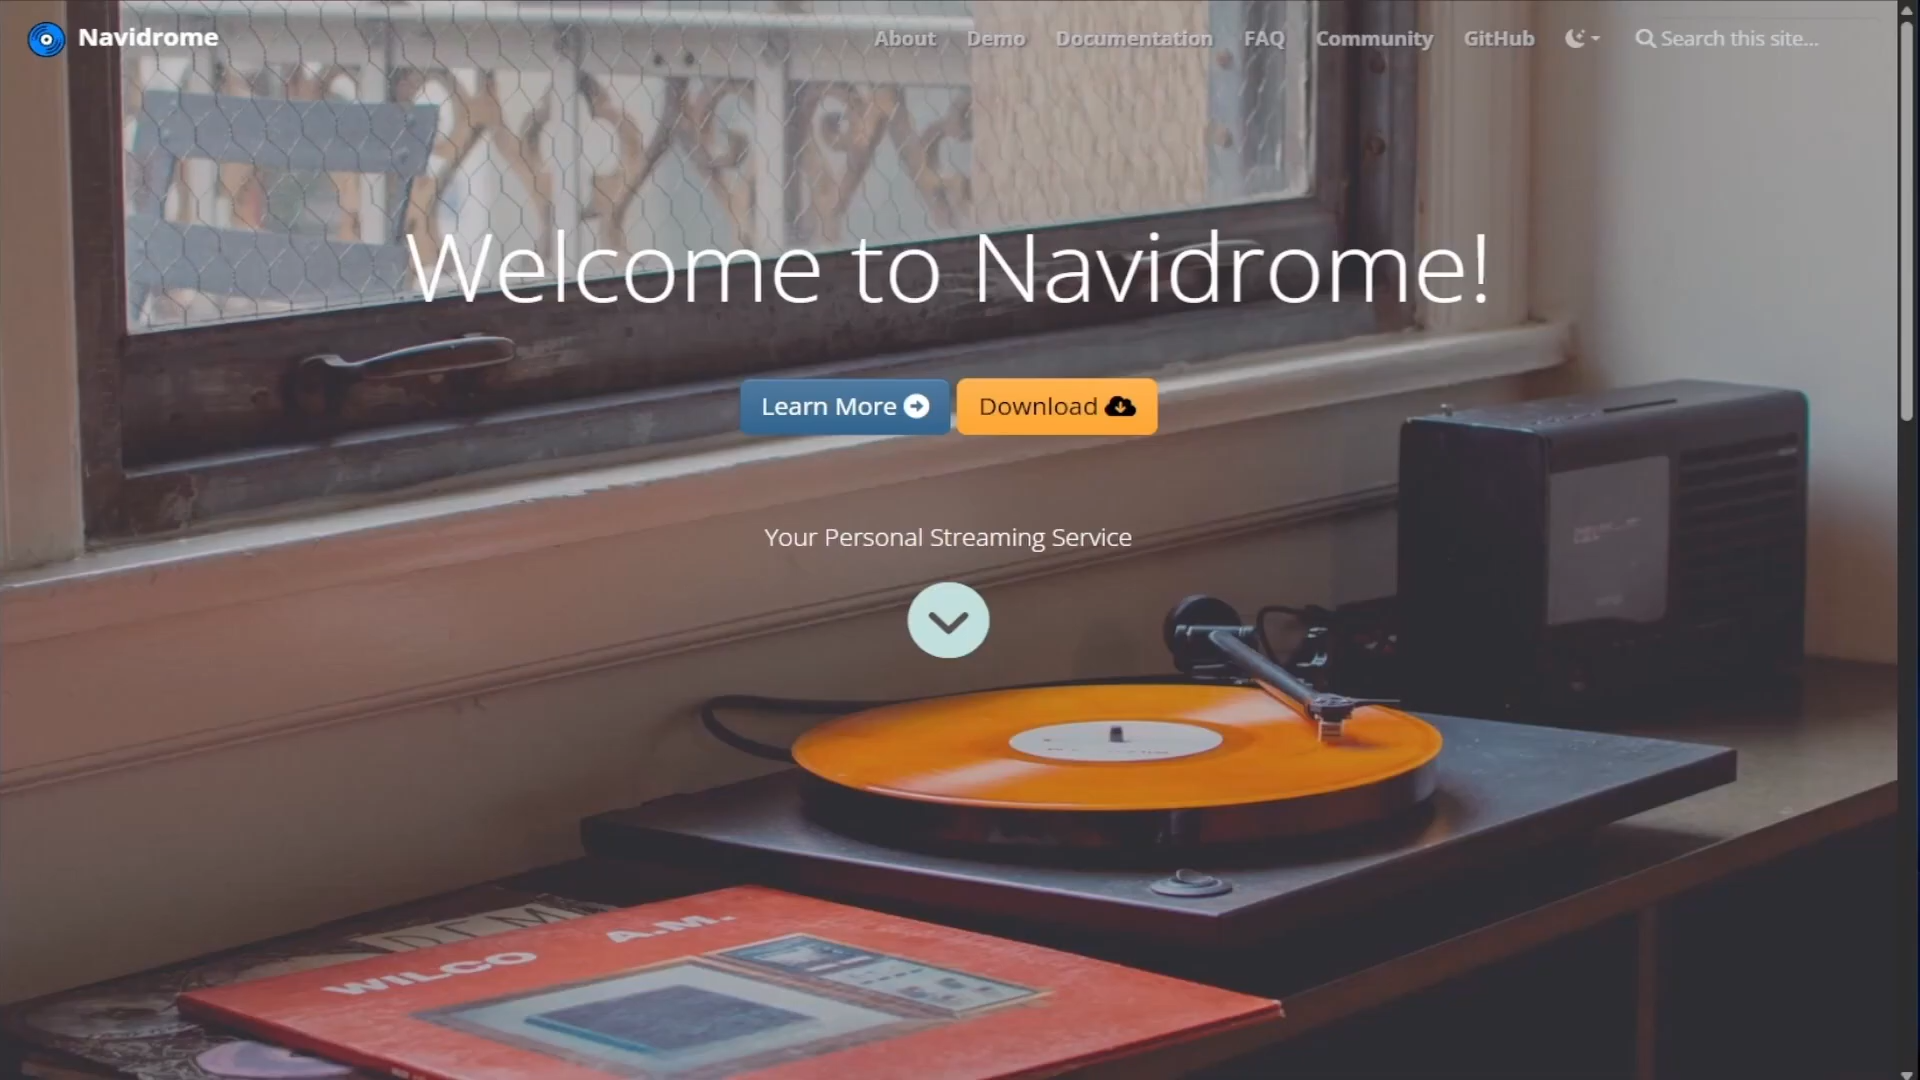 Navidrome
About Demo Documentation FAQ Community GitHub Search this site...
Welcome to Navidrome!
Learn More Download
Your Personal Streaming Service
WILCO A.M.